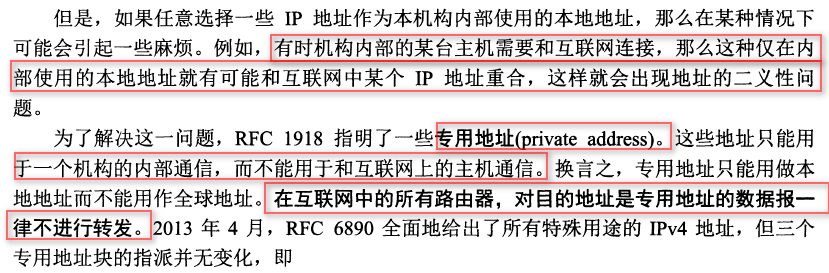 但是，如果任意选择一些 IP 地址作为本机构内部使用的本地地址，那么在某种情况下
可能会引起一些麻烦。例如，有时机构内部的某台主机需要和互联网连接，那么这种仅在内
部使用的本地地址就有可能和互联网中某个 IP 地址重合，这样就会出现地址的二义性问
题。
为了解决这一问题，RFC 1918 指明了一些专用地址(private address)。这些地址只能用
于一个机构的内部通信，而不能用于和互联网上的主机通信。换言之，专用地址只能用做本
地地址而不能用作全球地址。在互联网中的所有路由器，对目的地址是专用地址的数据报一
律不进行转发。2013 年 4 月，RFC 6890 全面地给出了所有特殊用途的 IPv4 地址，但三个
专用地址块的指派并无变化，即